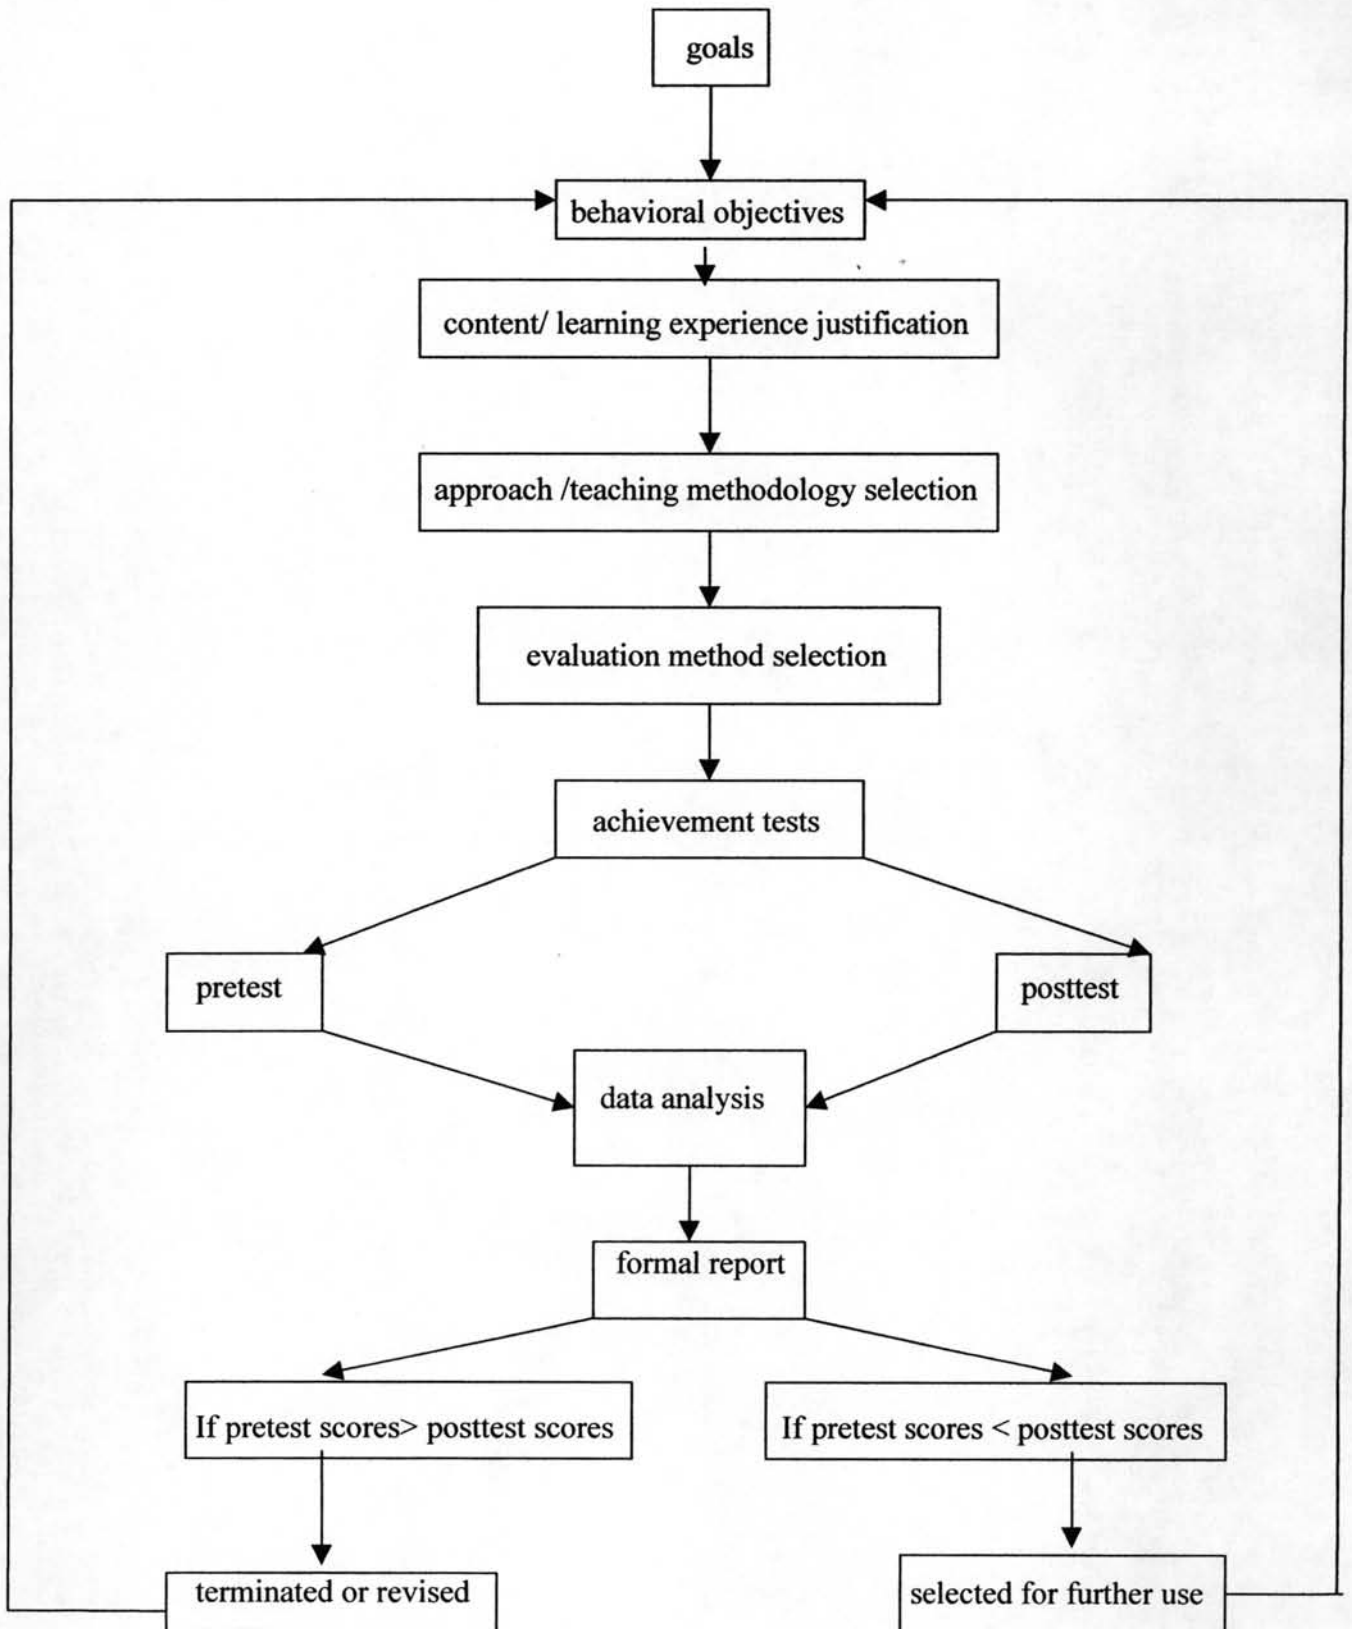 goals
behavioral objectives
content/ learning experience justification
approach /teaching methodology selection
evaluation method selection
achievement tests
pretest
posttest
data analysis
formal report
If pretest scores> posttest scores
If pretest scores < posttest scores
terminated or revised
selected for further use